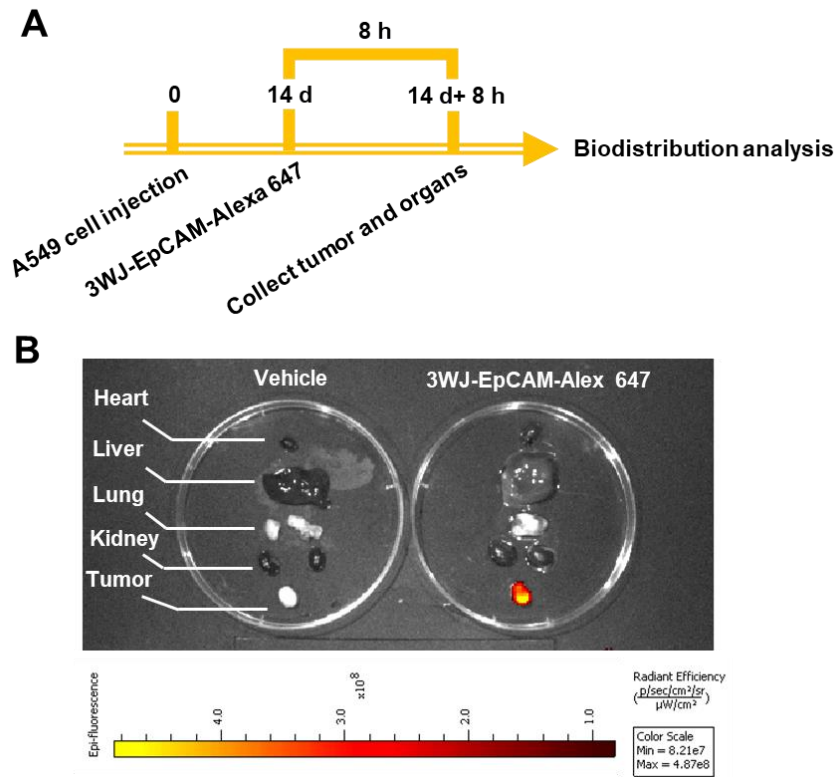 A
8 h
0
14 d
14 d+ 8 h
Biodistribution analysis
A549 cell injection
3WJ-EpCAM-Alexa 647
Collect tumor and organs
B
Vehicle
3WJ-EpCAM-Alex 647
Heart
Liver
Lung
Kidney
Tumor
Epi-fluorescence
4.0
x10⁸
3.0
2.0
1.0
Radiant Efficiency
(p/sec/cm²/sr
µW/cm²)
Color Scale
Min = 8.21e7
Max = 4.87e8